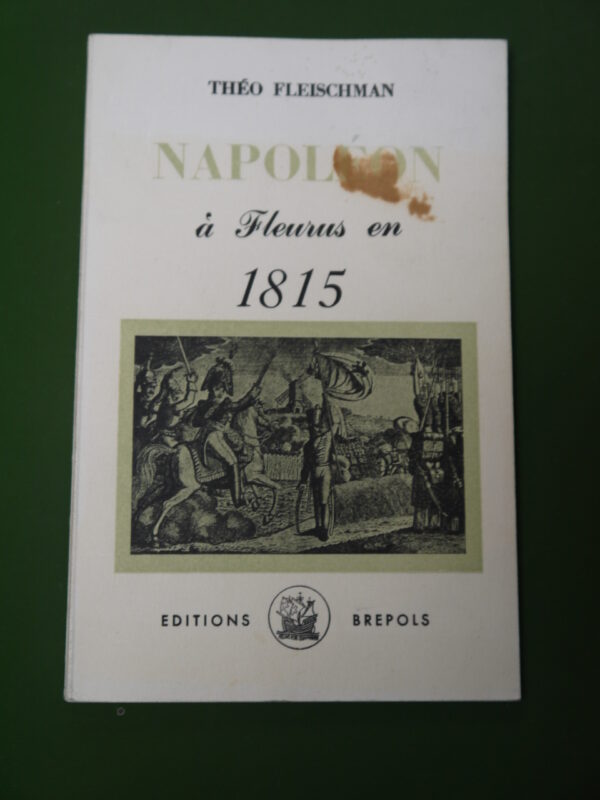 THÉO FLEISCHMAN
NAPOLÉON
à Fleurus en
1815
EDITIONS BREPOLS